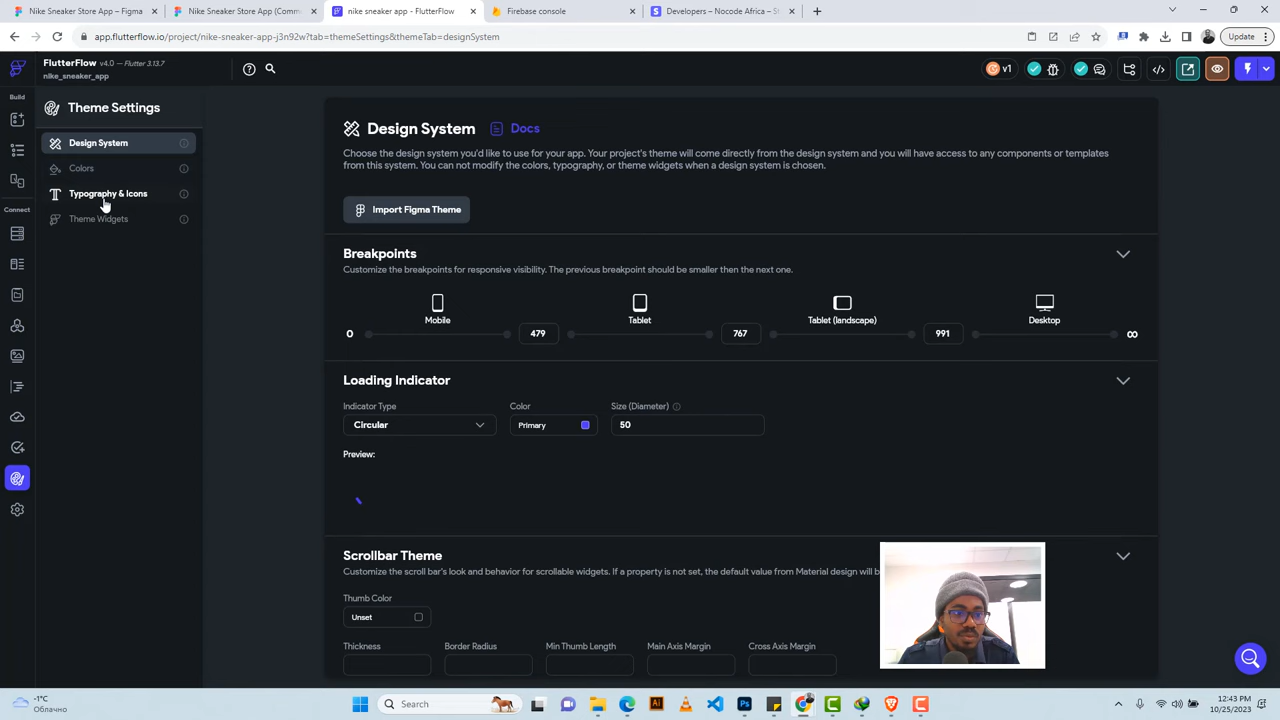 Nike Sneaker Store App - Figma
Nike Sneaker Store App (Comm
nike sneaker app - FlutterFlow
Firebase console
Developers – Nocode Africa – St
app.flutterflow.io/project/nike-sneaker-app-j3n92w?tab=themeSettings&themeTab=designSystem
Update
FlutterFlow v4.0 — Flutter 3.13.7
nike_sneaker_app
v1
Build
Connect
Theme Settings
Design System
Colors
Typography & Icons
Theme Widgets
Design System Docs
Choose the design system you'd like to use for your app. Your project's theme will come directly from the design system and you will have access to any components or templates
from this system. You can not modify the colors, typography, or theme widgets when a design system is chosen.
Import Figma Theme
Breakpoints
Customize the breakpoints for responsive visibility. The previous breakpoint should be smaller then the next one.
Mobile Tablet Tablet (landscape) Desktop
0 479 767 991 ∞
Loading Indicator
Indicator Type Color Size (Diameter)
Circular Primary 50
Preview:
Scrollbar Theme
Customize the scroll bar's look and behavior for scrollable widgets. If a property is not set, the default value from Material design will be
Thumb Color
Unset
Thickness Border Radius Min Thumb Length Main Axis Margin Cross Axis Margin
-1°C
Облачно
Search
12:43 PM
10/25/2023